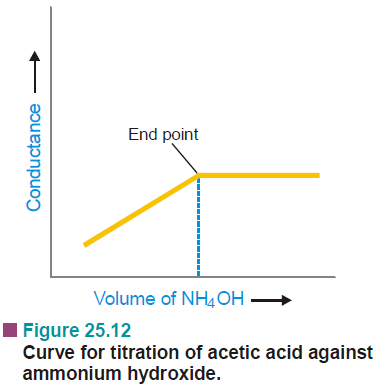 End point
Conductance
Volume of NH4OH
Figure 25.12
Curve for titration of acetic acid against
ammonium hydroxide.